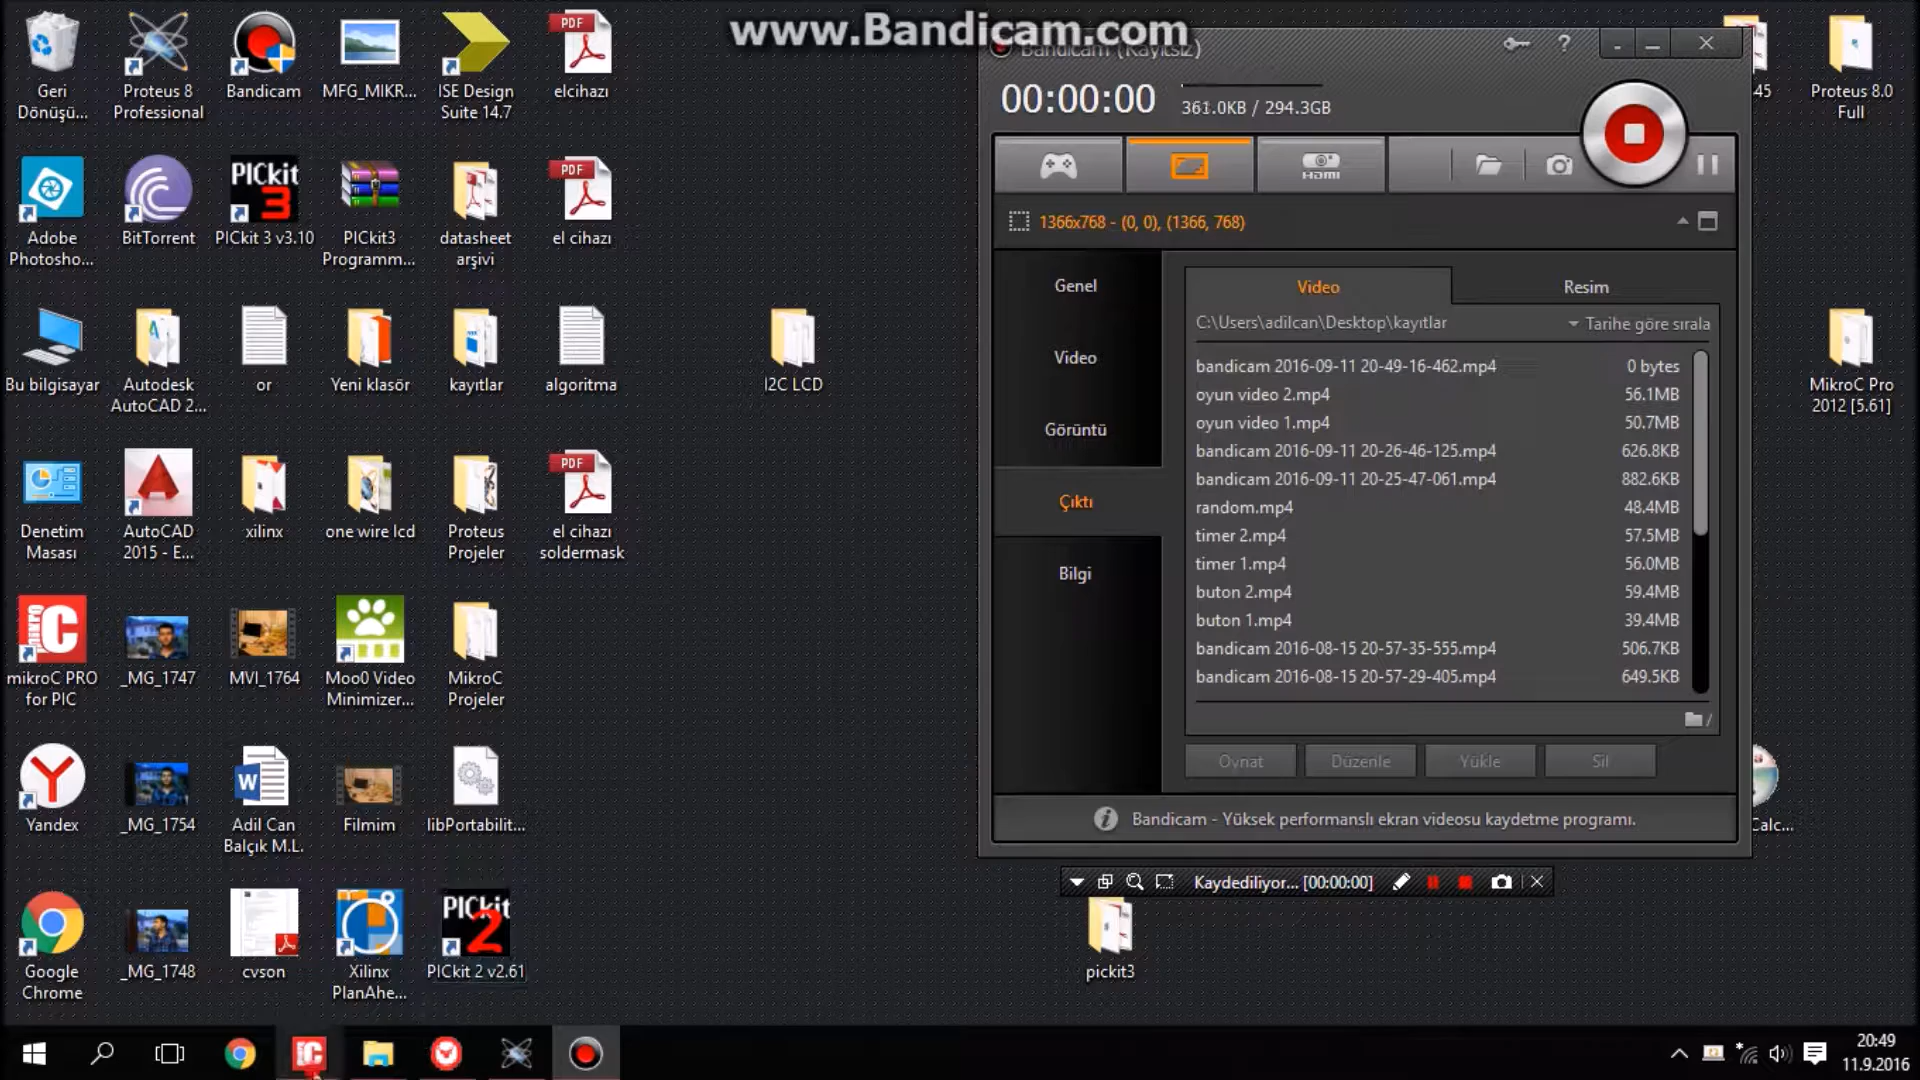 www.Bandicam.com
Bandicam (Kayıtsız)
00:00:00
361.0KB / 294.3GB
HDMI
1366x768 - (0, 0), (1366, 768)
Genel
Video
Görüntü
Çıktı
Bilgi
Video
Resim
C:\Users\adilcan\Desktop\kayıtlar
Tarihe göre sırala
bandicam 2016-09-11 20-49-16-462.mp4 0 bytes
oyun video 2.mp4 56.1MB
oyun video 1.mp4 50.7MB
bandicam 2016-09-11 20-26-46-125.mp4 626.8KB
bandicam 2016-09-11 20-25-47-061.mp4 882.6KB
random.mp4 48.4MB
timer 2.mp4 57.5MB
timer 1.mp4 56.0MB
buton 2.mp4 59.4MB
buton 1.mp4 39.4MB
bandicam 2016-08-15 20-57-35-555.mp4 506.7KB
bandicam 2016-08-15 20-57-29-405.mp4 649.5KB
Oynat
Düzenle
Yükle
Sil
Bandicam - Yüksek performanslı ekran videosu kaydetme programı.
Kaydediliyor... [00:00:00]
Geri
Dönüşü...
Proteus 8
Professional
Bandicam
MFG_MIKR...
ISE Design
Suite 14.7
PDF
elcihazı
Adobe
Photosho...
BitTorrent
PICkit
3
PICkit 3 v3.10
PICkit3
Programm...
datasheet
arşivi
PDF
el cihazı
Bu bilgisayar
Autodesk
AutoCAD 2...
or
Yeni klasör
kayıtlar
algoritma
I2C LCD
Denetim
Masası
AutoCAD
2015 - E...
xilinx
one wire lcd
Proteus
Projeler
PDF
el cihazı
soldermask
mikroC PRO
for PIC
_MG_1747
MVI_1764
Moo0 Video
Minimizer...
MikroC
Projeler
Yandex
_MG_1754
Adil Can
Balçık M.L.
Filmim
libPortabilit...
Google
Chrome
_MG_1748
cvson
Xilinx
PlanAhe...
PICkit
2
PICkit 2 v2.61
pickit3
45
Proteus 8.0
Full
MikroC Pro
2012 [5.61]
Calc...
20:49
11.9.2016